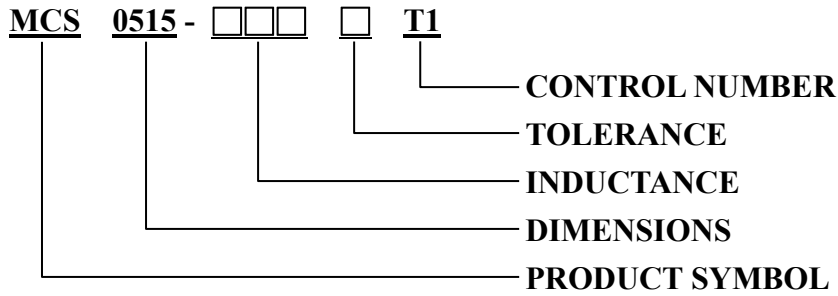 MCS 0515 - □□□ □ T1
CONTROL NUMBER
TOLERANCE
INDUCTANCE
DIMENSIONS
PRODUCT SYMBOL